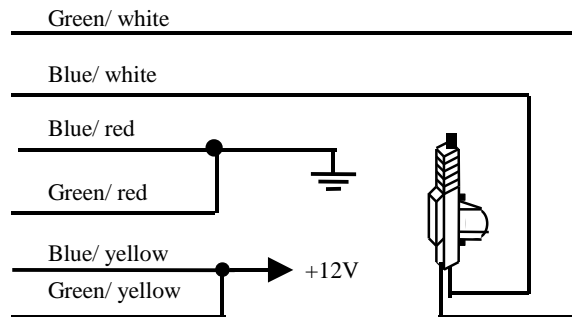 Green/ white
Blue/ white
Blue/ red
Green/ red
Blue/ yellow
+12V
Green/ yellow